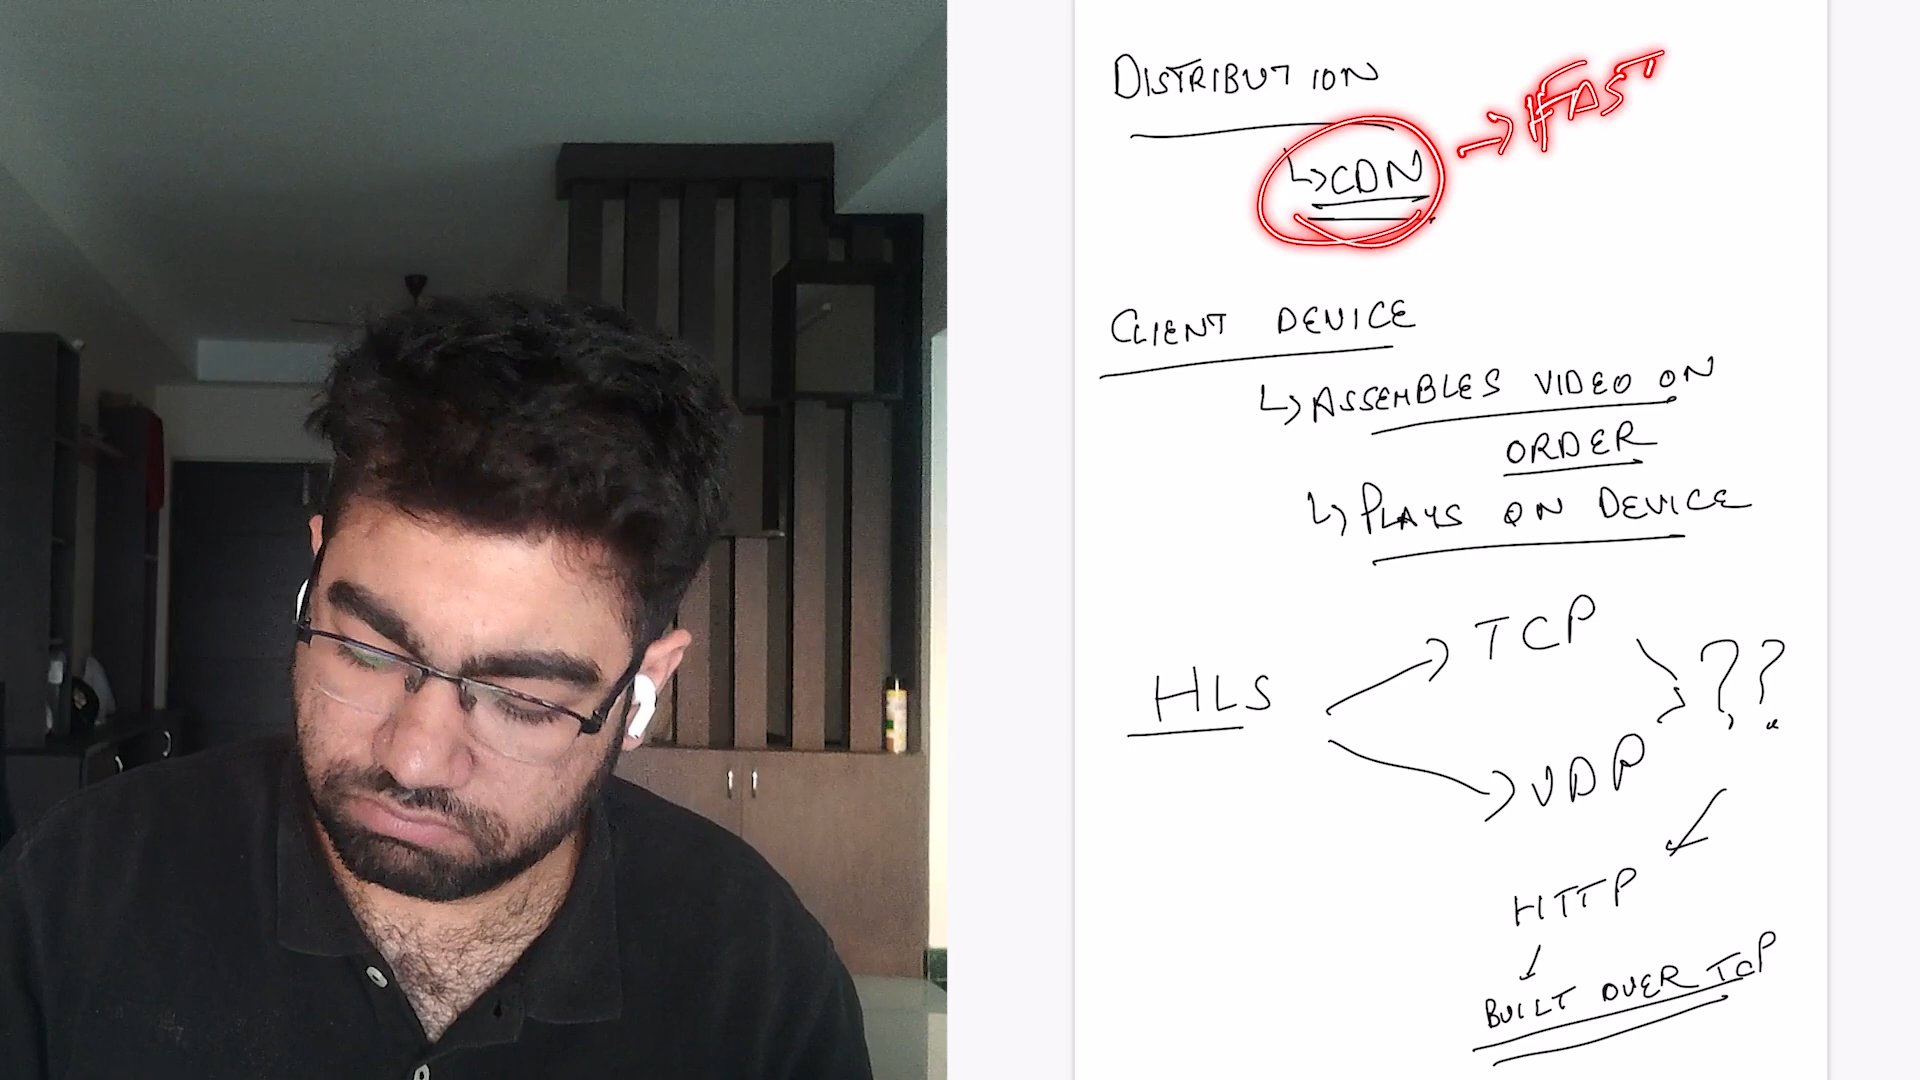 DISTRIBUTION
↳ CDN → FAST
CLIENT DEVICE
↳ ASSEMBLES VIDEO ON
ORDER
↳ PLAYS ON DEVICE
TCP
HLS ??
UDP
HTTP
BUILT OVER TCP